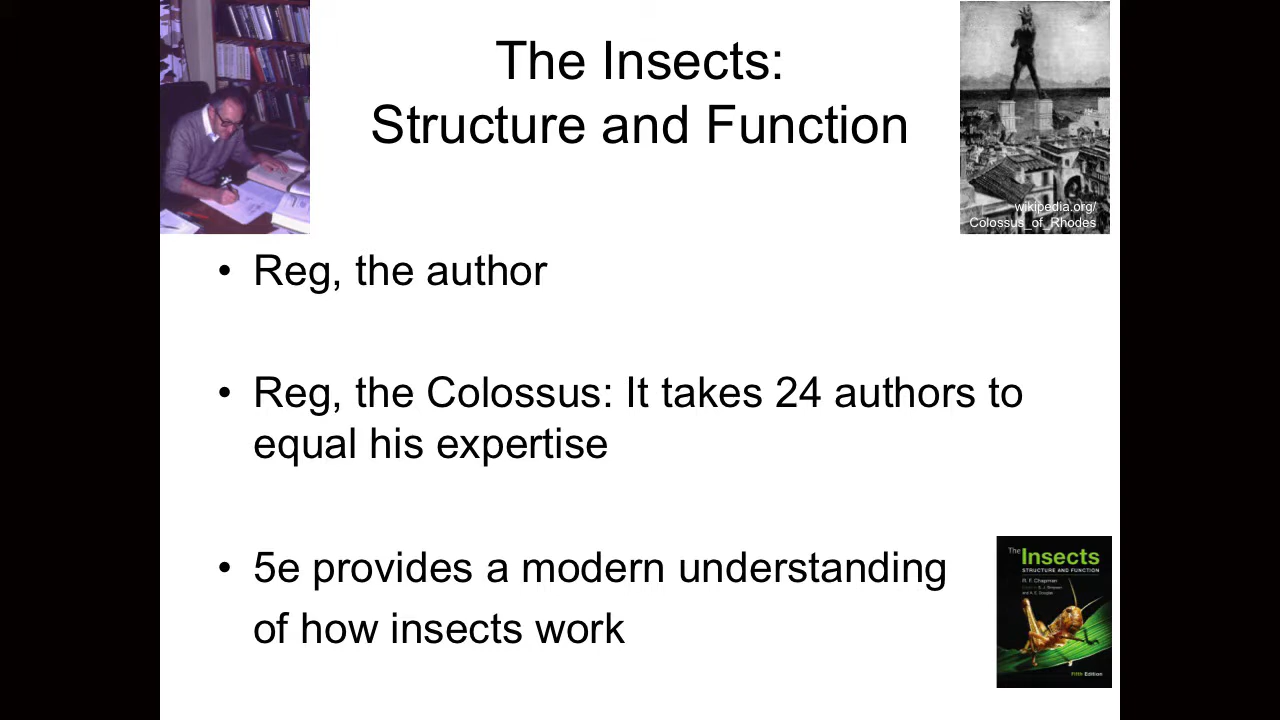 The Insects:
Structure and Function
wikipedia.org/
Colossus_of_Rhodes
• Reg, the author
• Reg, the Colossus: It takes 24 authors to
equal his expertise
• 5e provides a modern understanding
of how insects work
The Insects
STRUCTURE AND FUNCTION
R. F. Chapman
Fifth Edition